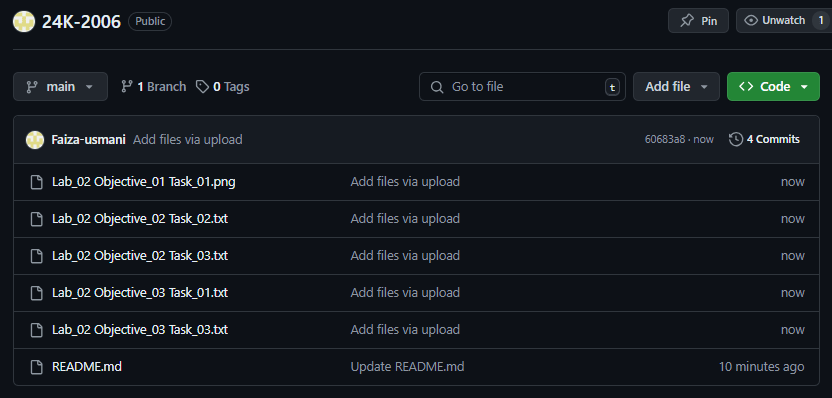 24K-2006 Public Pin Unwatch 1
main 1 Branch 0 Tags Go to file t Add file <> Code
Faiza-usmani Add files via upload 60683a8 · now 4 Commits
Lab_02 Objective_01 Task_01.png Add files via upload now
Lab_02 Objective_02 Task_02.txt Add files via upload now
Lab_02 Objective_02 Task_03.txt Add files via upload now
Lab_02 Objective_03 Task_01.txt Add files via upload now
Lab_02 Objective_03 Task_03.txt Add files via upload now
README.md Update README.md 10 minutes ago